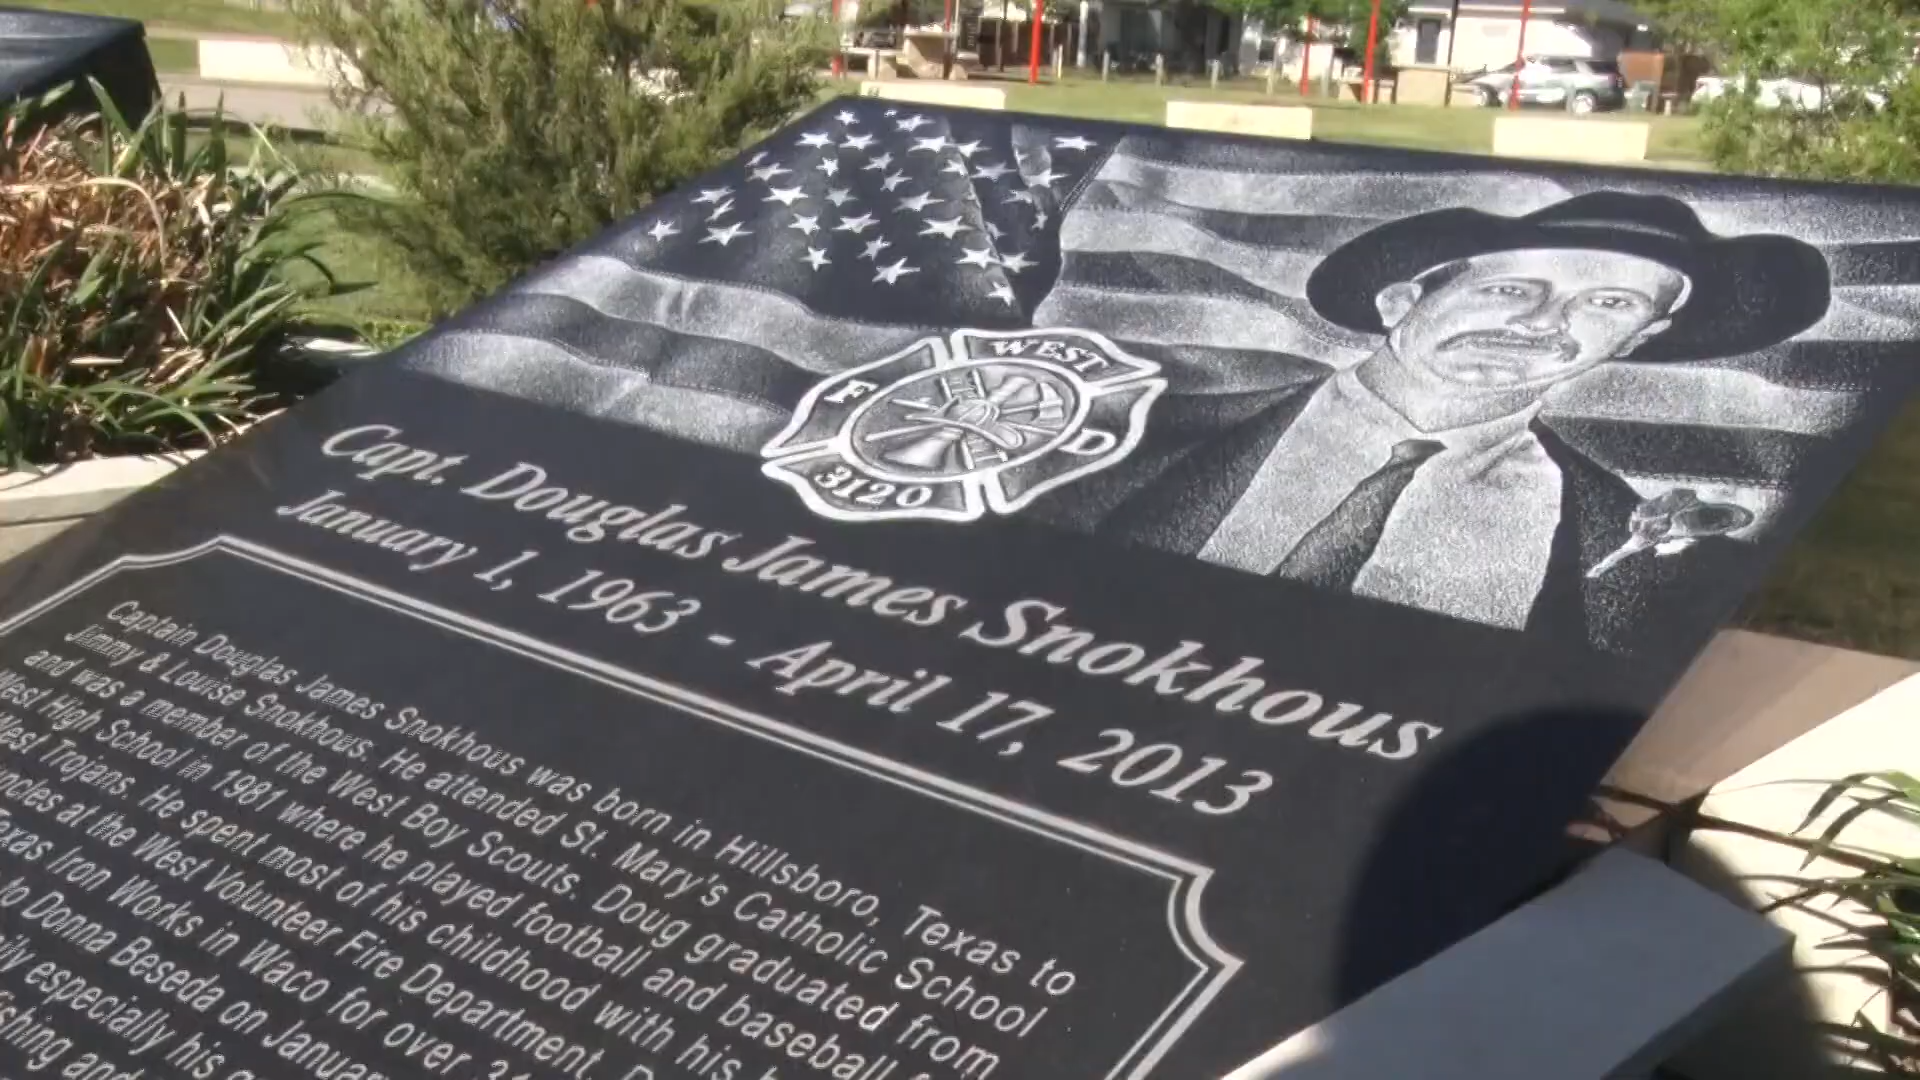 WEST
F D
3120
Capt. Douglas James Snokhous
January 1, 1963 - April 17, 2013
Captain Douglas James Snokhous was born in Hillsboro, Texas to
Jimmy & Louise Snokhous. He attended St. Mary's Catholic School
and was a member of the West Boy Scouts. Doug graduated from
West High School in 1981 where he played football and baseball
West Trojans. He spent most of his childhood with his
uncles at the West Volunteer Fire Department.
Texas Iron Works in Waco for over
to Donna Beseda on January
especially his
and